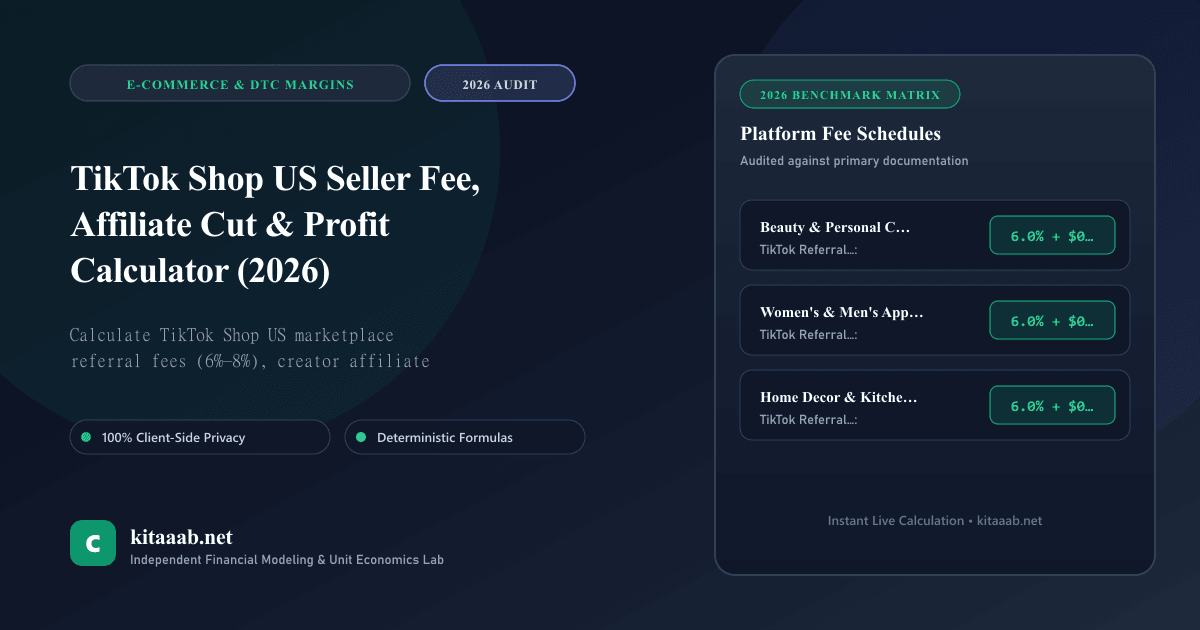 E-COMMERCE & DTC MARGINS
2026 AUDIT
TikTok Shop US Seller Fee,
Affiliate Cut & Profit
Calculator (2026)
Calculate TikTok Shop US marketplace
referral fees (6%–8%), creator affiliate
100% Client-Side Privacy
Deterministic Formulas
C
kitaaab.net
Independent Financial Modeling & Unit Economics Lab
2026 BENCHMARK MATRIX
Platform Fee Schedules
Audited against primary documentation
Beauty & Personal C…
TikTok Referral…:
6.0% + $0…
Women's & Men's App…
TikTok Referral…:
6.0% + $0…
Home Decor & Kitche…
TikTok Referral…:
6.0% + $0…
Instant Live Calculation • kitaaab.net